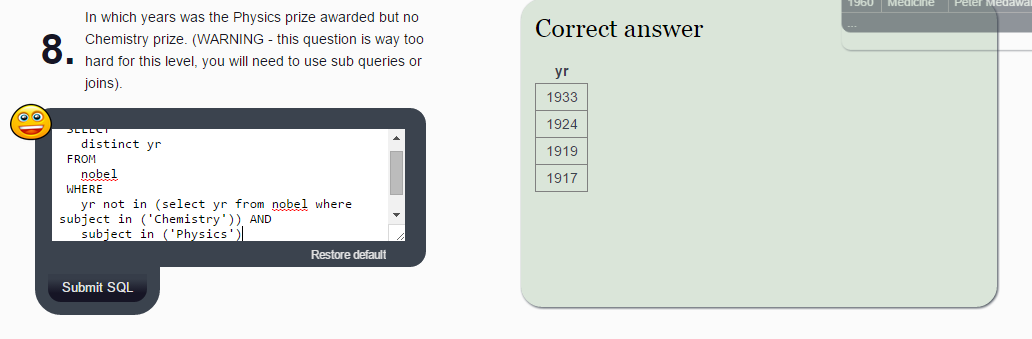 In which years was the Physics prize awarded but no
8. Chemistry prize. (WARNING - this question is way too
hard for this level, you will need to use sub queries or
joins).
SELECT
distinct yr
FROM
nobel
WHERE
yr not in (select yr from nobel where
subject in ('Chemistry')) AND
subject in ('Physics')
Restore default
Submit SQL
Correct answer
yr
1933
1924
1919
1917
1960 Medicine Peter Medawar
...